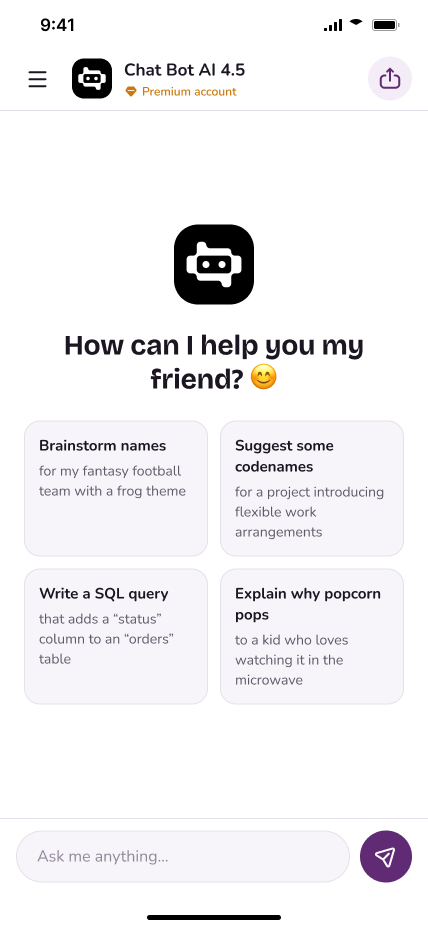 9:41
Chat Bot AI 4.5
Premium account
How can I help you my
friend? 😊
Brainstorm names
for my fantasy football
team with a frog theme
Suggest some
codenames
for a project introducing
flexible work
arrangements
Write a SQL query
that adds a “status”
column to an “orders”
table
Explain why popcorn
pops
to a kid who loves
watching it in the
microwave
Ask me anything...